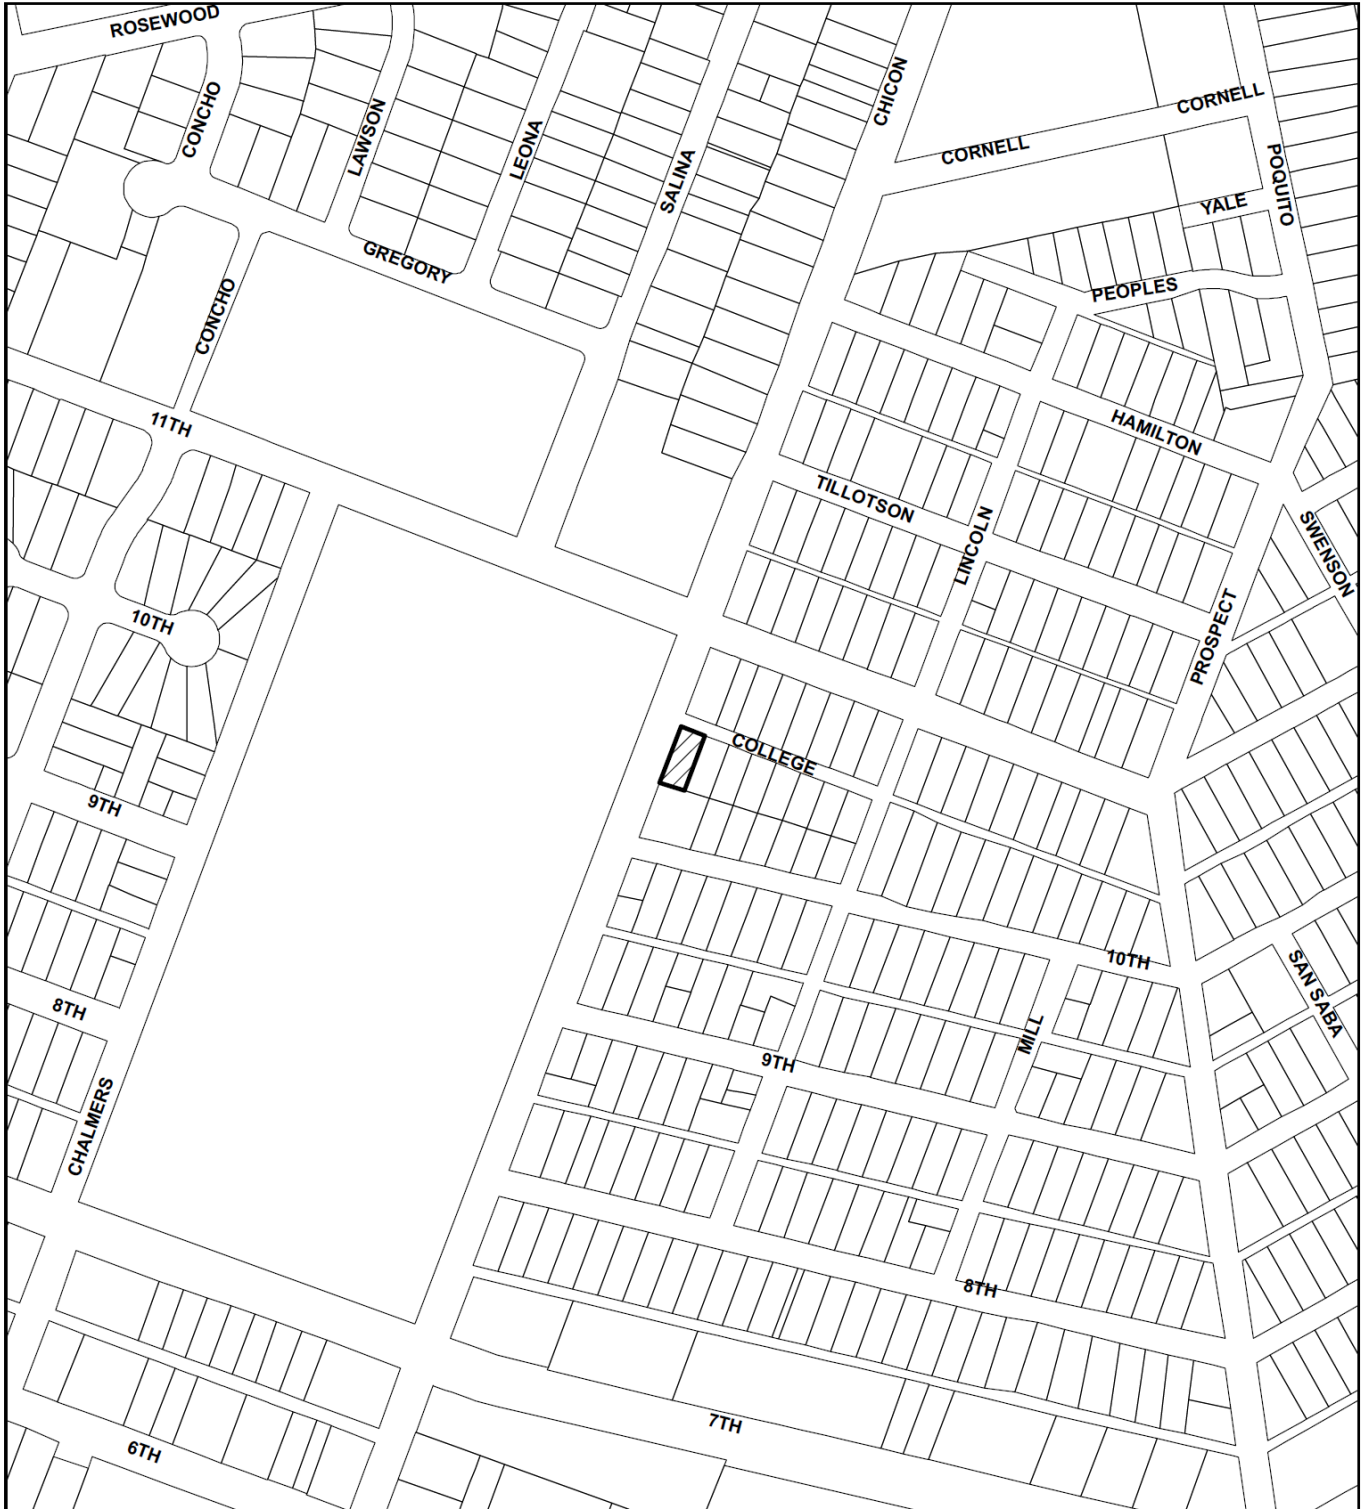 ROSEWOOD
CONCHO
LAWSON
LEONA
SALINA
CHICON
CORNELL
CORNELL
POQUITO
YALE
GREGORY
PEOPLES
CONCHO
11TH
HAMILTON
TILLOTSON
LINCOLN
SWENSON
10TH
PROSPECT
COLLEGE
9TH
10TH
8TH
SAN SABA
MILL
9TH
CHALMERS
8TH
7TH
6TH